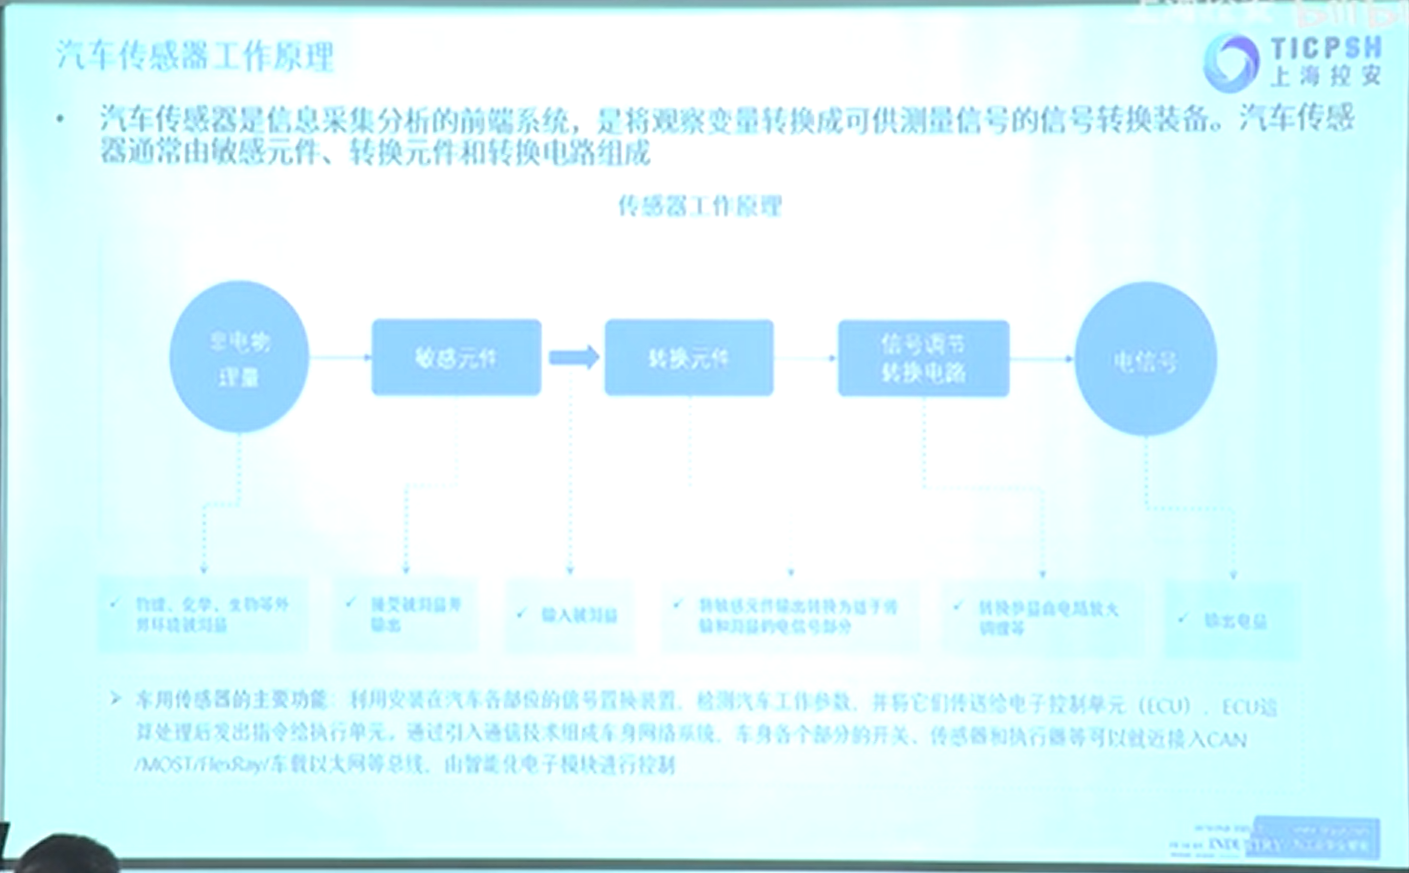 汽车传感器工作原理
TICPSH
上海控安
• 汽车传感器是信息采集分析的前端系统，是将观察变量转换成可供测量信号的信号转换装备。汽车传感
器通常由敏感元件、转换元件和转换电路组成
传感器工作原理
非电物
理量
敏感元件
转换元件
信号调节
转换电路
电信号
✓ 物理、化学、生物等外
界环境被测量
✓ 接受被测量并
输出
✓ 输入被测量
✓ 将敏感元件输出转换为适于传
输和测量的电信号部分
✓ 转换参量由电路放大
调理等
✓ 输出电量
➢ 车用传感器的主要功能：利用安装在汽车各部位的信号置换装置，检测汽车工作参数，并将它们传送给电子控制单元（ECU），ECU运
算处理后发出指令给执行单元。通过引入通信技术组成车身网络系统，车身各个部分的开关、传感器和执行器等可以就近接入CAN
/MOST/FlexRay/车载以太网等总线，由智能化电子模块进行控制